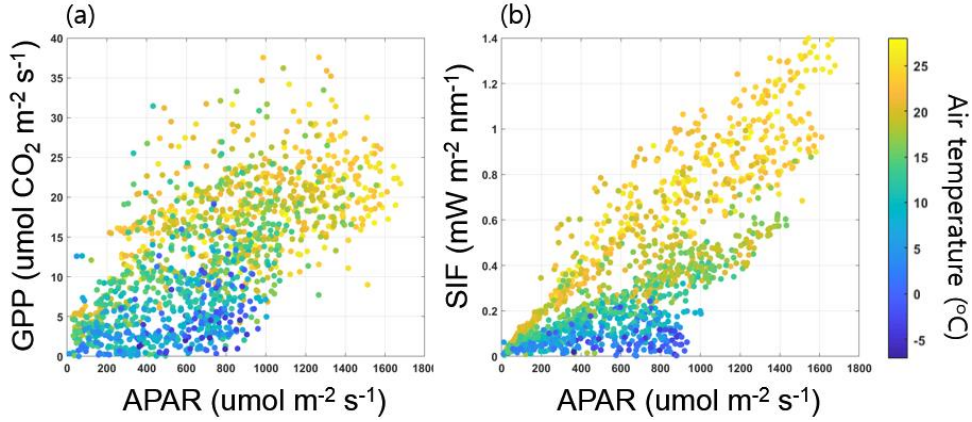 (a)
GPP (umol CO2 m-2 s-1)
40
35
30
25
20
15
10
5
0
0 200 400 600 800 1000 1200 1400 1600 1800
APAR (umol m-2 s-1)
(b)
SIF (mW m-2 nm-1)
1.4
1.2
1
0.8
0.6
0.4
0.2
0
0 200 400 600 800 1000 1200 1400 1600 1800
APAR (umol m-2 s-1)
25
20
15
10
5
0
-5
Air temperature (oC)